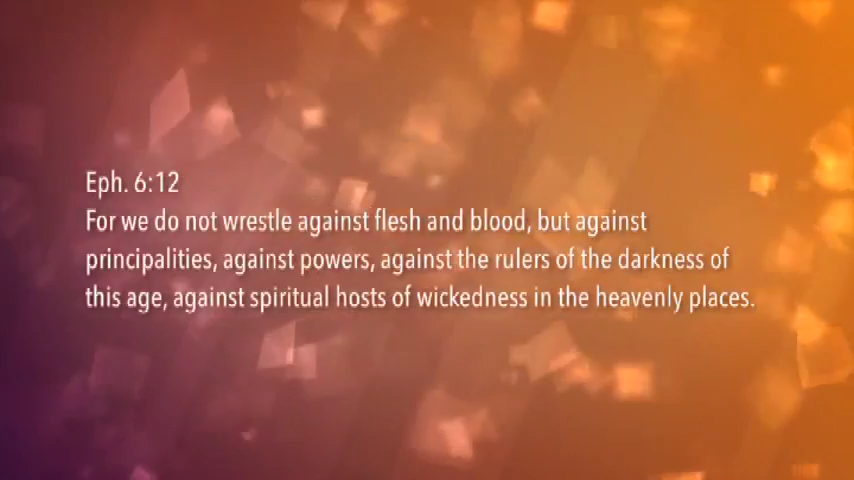 Eph. 6:12
For we do not wrestle against flesh and blood, but against
principalities, against powers, against the rulers of the darkness of
this age, against spiritual hosts of wickedness in the heavenly places.